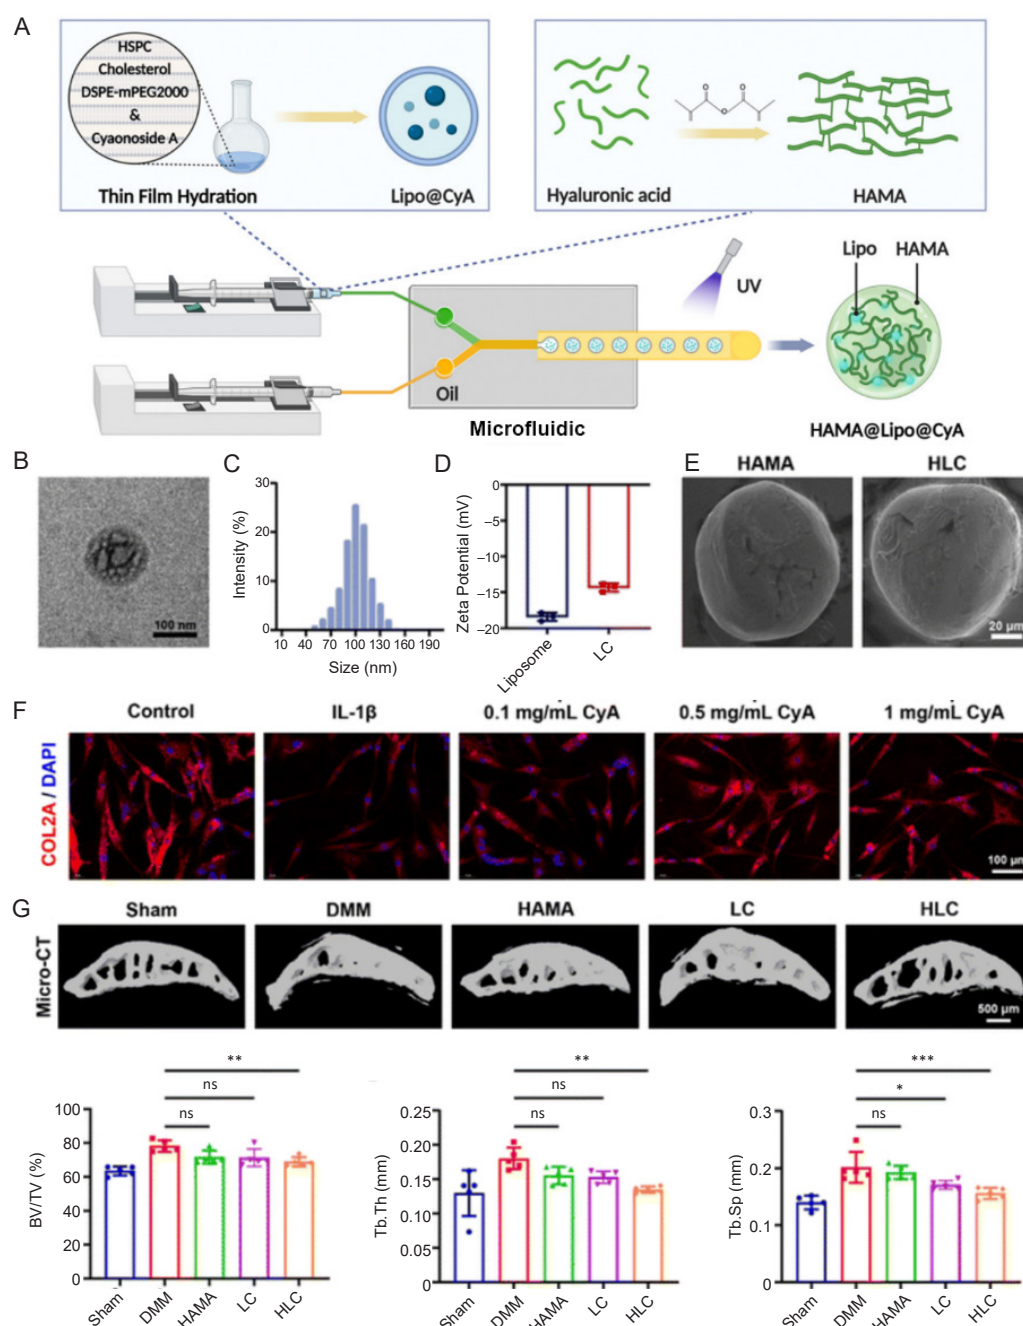 A
HSPC
Cholesterol
DSPE-mPEG2000
&
Cyaonoside A
Thin Film Hydration
Lipo@CyA
Hyaluronic acid
HAMA
Oil
Microfluidic
UV
Lipo
HAMA
HAMA@Lipo@CyA
B
100 nm
C
Intensity (%)
30
20
10
0
10 40 70 100 130 160 190
Size (nm)
D
Zeta Potential (mV)
0
−5
−10
−15
−20
Liposome
LC
E
HAMA
HLC
20 μm
F
Control
IL-1β
0.1 mg/mL CyA
0.5 mg/mL CyA
1 mg/mL CyA
COL2A / DAPI
100 μm
G
Sham
DMM
HAMA
LC
HLC
Micro-CT
500 μm
**
ns
ns
BV/TV (%)
100
80
60
40
20
0
Sham
DMM
HAMA
LC
HLC
**
ns
ns
Tb.Th (mm)
0.25
0.20
0.15
0.10
0.05
0
Sham
DMM
HAMA
LC
HLC
***
*
ns
Tb.Sp (mm)
0.3
0.2
0.1
0
Sham
DMM
HAMA
LC
HLC